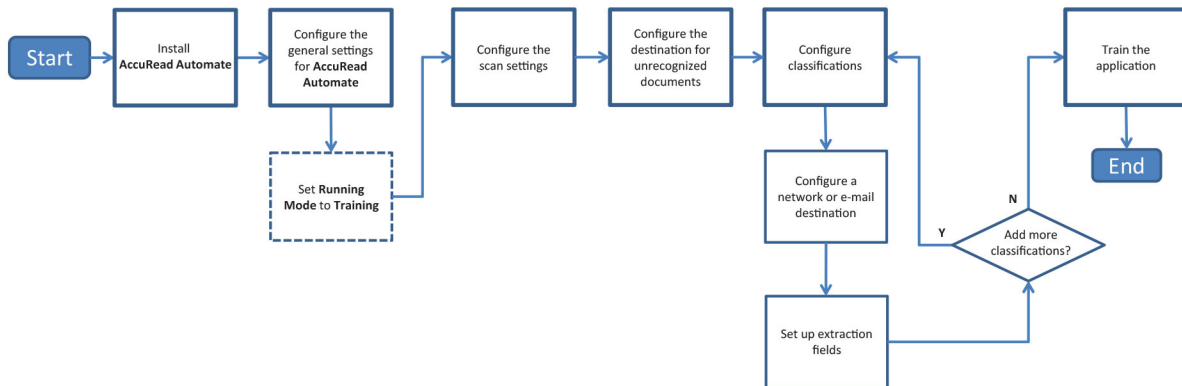 Start
Install
AccuRead Automate
Configure the
general settings
for AccuRead
Automate
Set Running
Mode to Training
Configure the
scan settings
Configure the
destination for
unrecognized
documents
Configure
classifications
Configure a
network or e-mail
destination
Set up extraction
fields
Add more
classifications?
Y
N
Train the
application
End